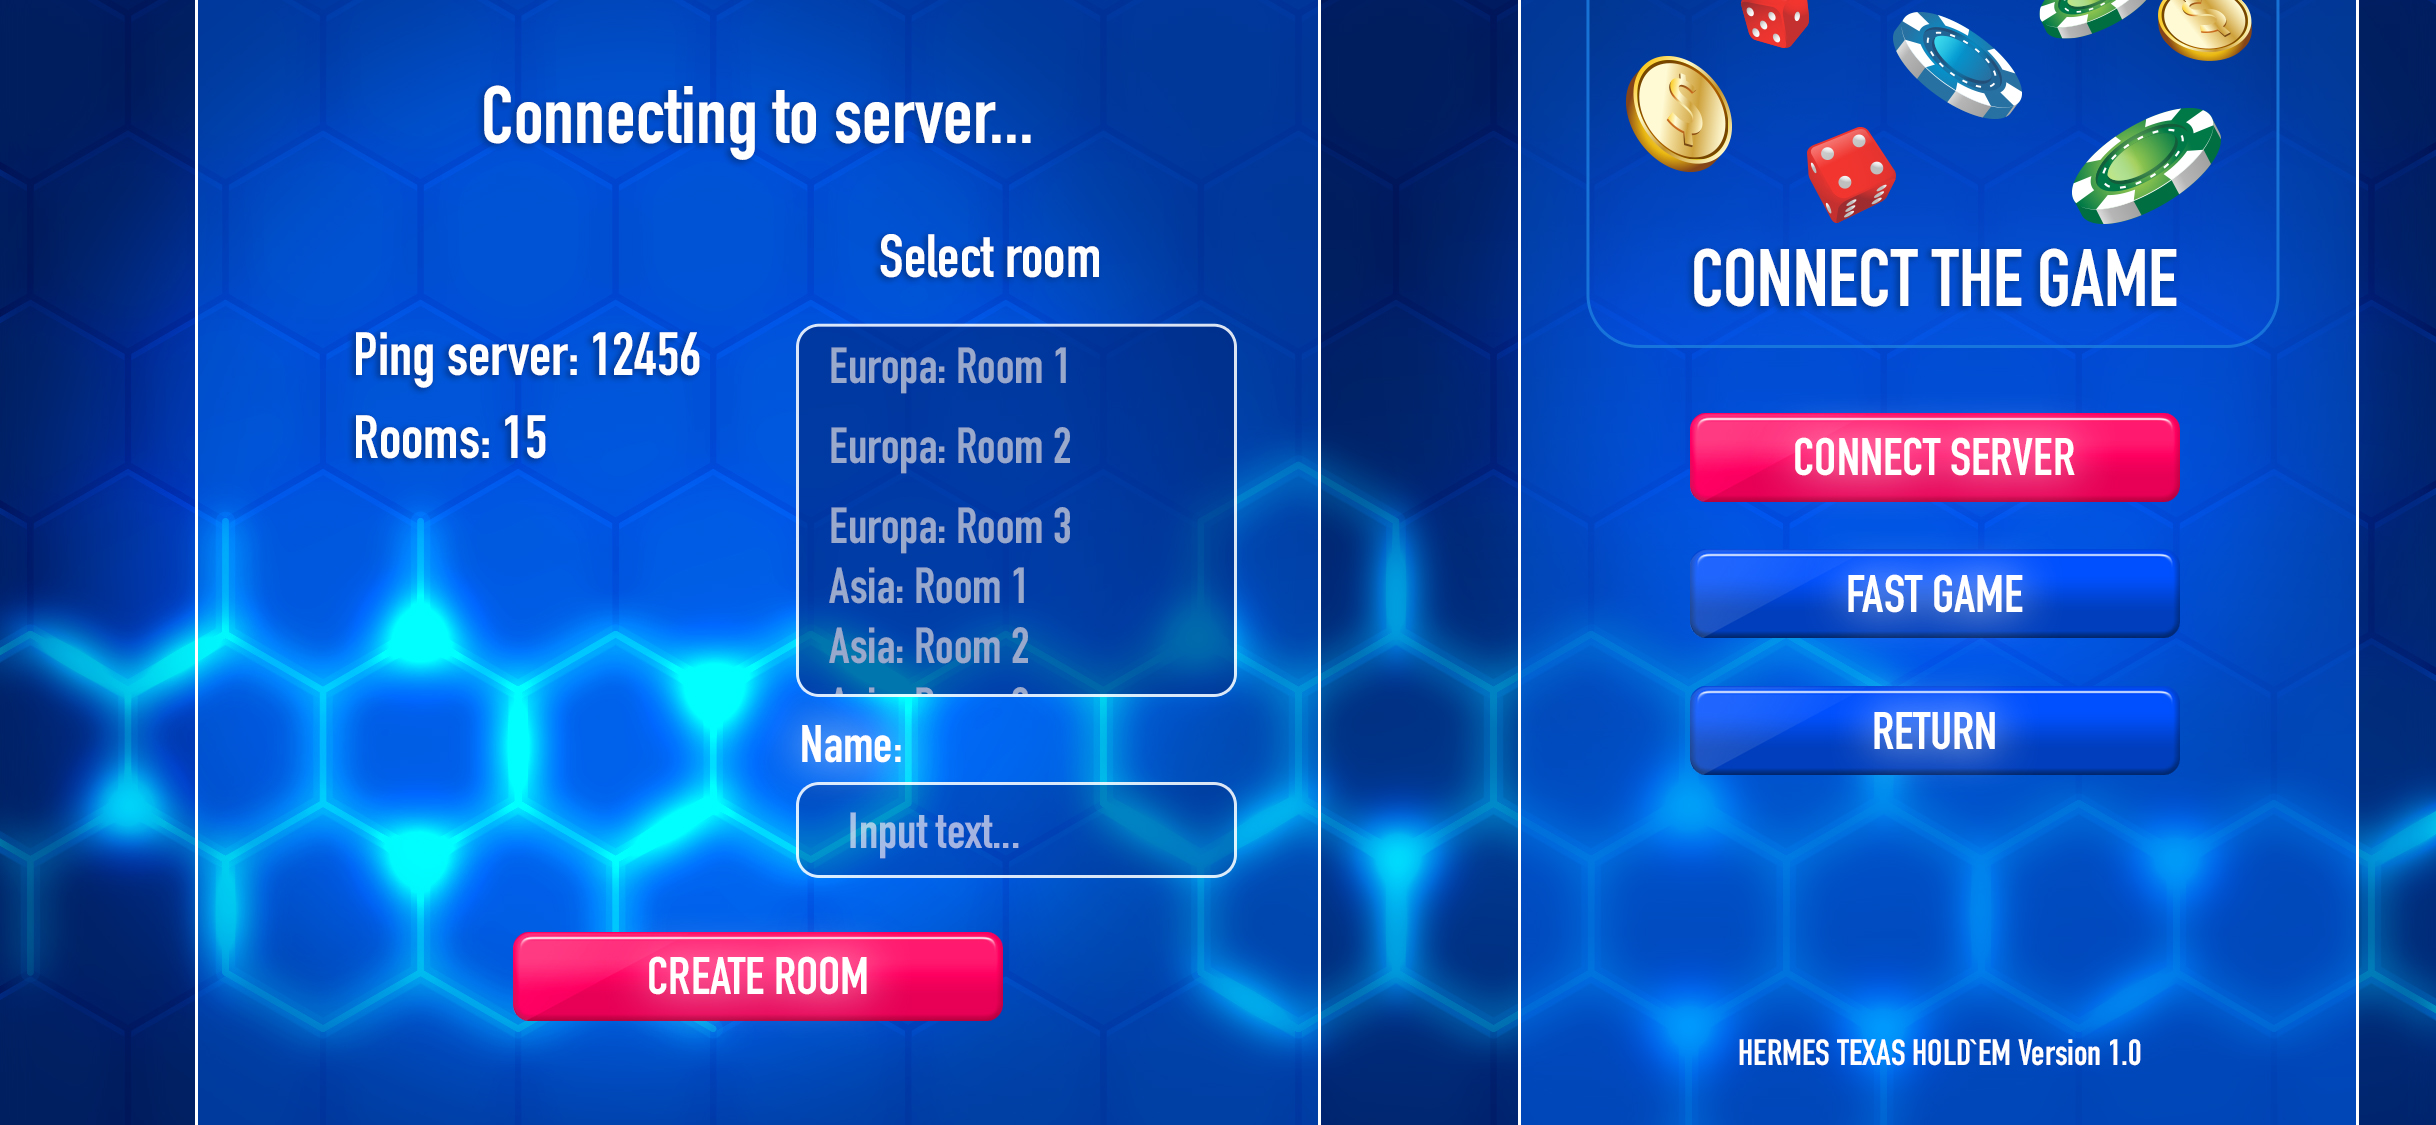 Connecting to server...
Select room
Ping server: 12456
Rooms: 15
Europa: Room 1
Europa: Room 2
Europa: Room 3
Asia: Room 1
Asia: Room 2
Name:
Input text...
CREATE ROOM
CONNECT THE GAME
CONNECT SERVER
FAST GAME
RETURN
HERMES TEXAS HOLD`EM Version 1.0